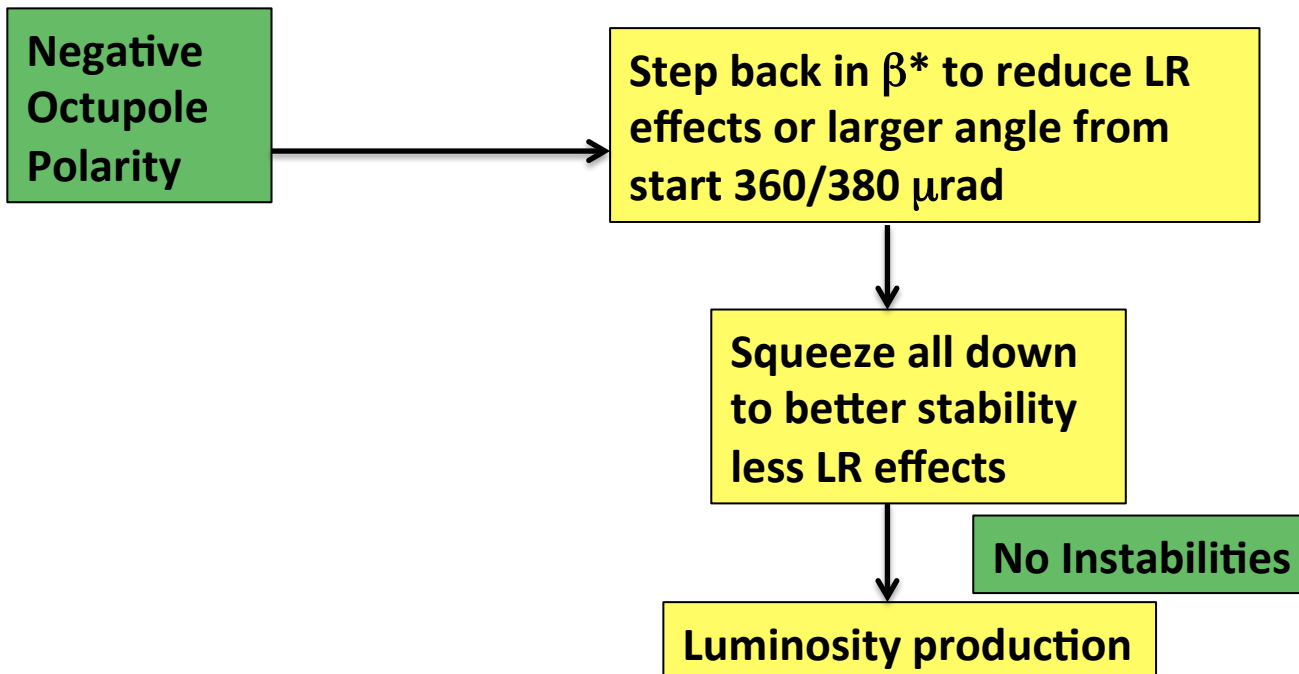 Negative
Octupole
Polarity
Step back in β* to reduce LR
effects or larger angle from
start 360/380 μrad
Squeeze all down
to better stability
less LR effects
No Instabilities
Luminosity production